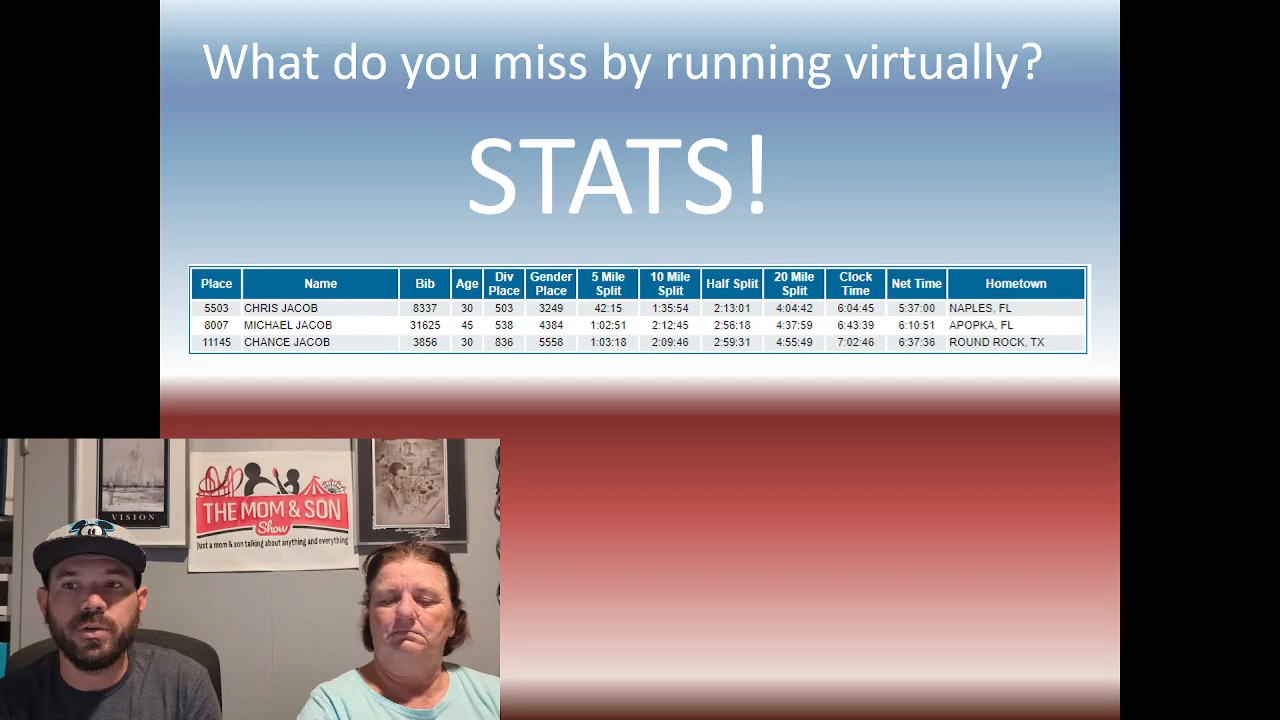 What do you miss by running virtually?
STATS!
Place Name Bib Age Div Place Gender Place 5 Mile Split 10 Mile Split Half Split 20 Mile Split Clock Time Net Time Hometown
5503 CHRIS JACOB 8337 30 503 3249 42:15 1:35:54 2:13:01 4:04:42 6:04:45 5:37:00 NAPLES, FL
8007 MICHAEL JACOB 31625 45 538 4384 1:02:51 2:12:45 2:56:18 4:37:59 6:43:39 6:10:51 APOPKA, FL
11145 CHANCE JACOB 3856 30 836 5558 1:03:18 2:09:46 2:59:31 4:55:49 7:02:46 6:37:36 ROUND ROCK, TX
VISION
THE MOM & SON
Show
Just a mom & son talking about anything and everything